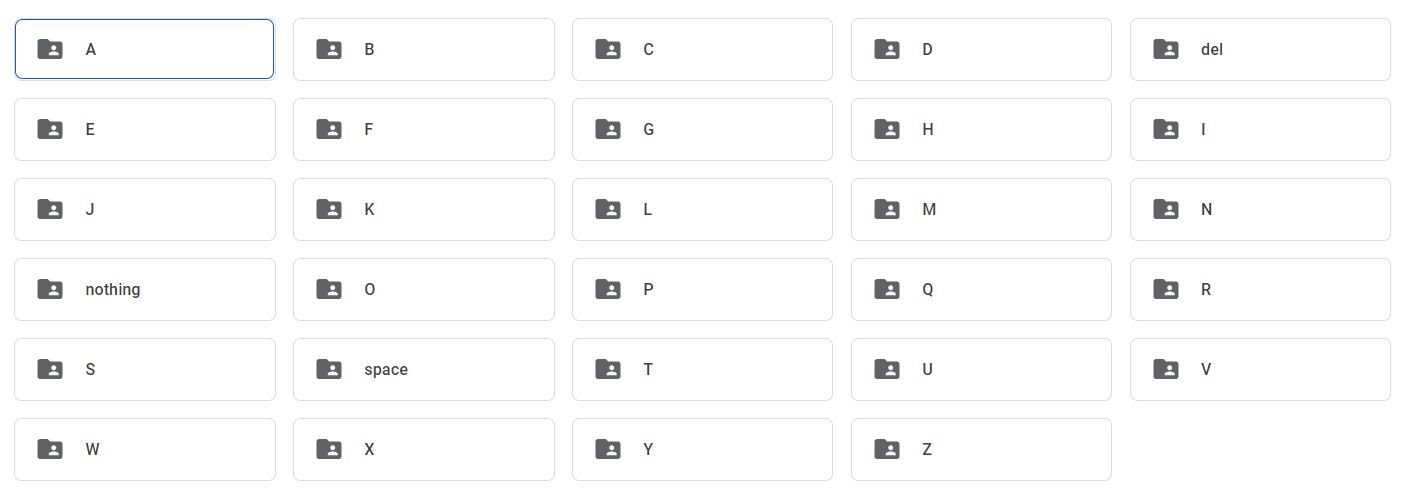 A B C D del
E F G H I
J K L M N
nothing O P Q R
S space T U V
W X Y Z